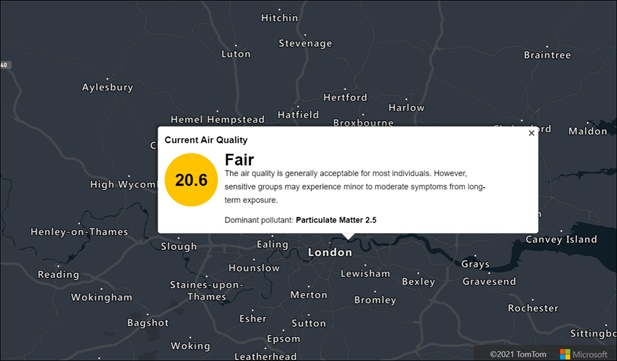 Hitchin
Stevenage
Luton
Braintree
40
Aylesbury
Hertford
Harlow
Hemel Hempstead
Hatfield
Broxbourne
Maldon
Current Air Quality
×
20.6
Fair
The air quality is generally acceptable for most individuals. However,
sensitive groups may experience minor to moderate symptoms from long-
term exposure.
Dominant pollutant: Particulate Matter 2.5
High Wycom
Henley-on-Thames
Slough
Ealing
London
Canvey Island
Reading
Hounslow
Lewisham
Grays
Wokingham
Staines-upon-
Thames
Merton
Bromley
Bexley
Gravesend
Rochester
Bagshot
Esher
Sutton
Woking
Epsom
Leatherhead
Sittingbo
©2021 TomTom
Microsoft